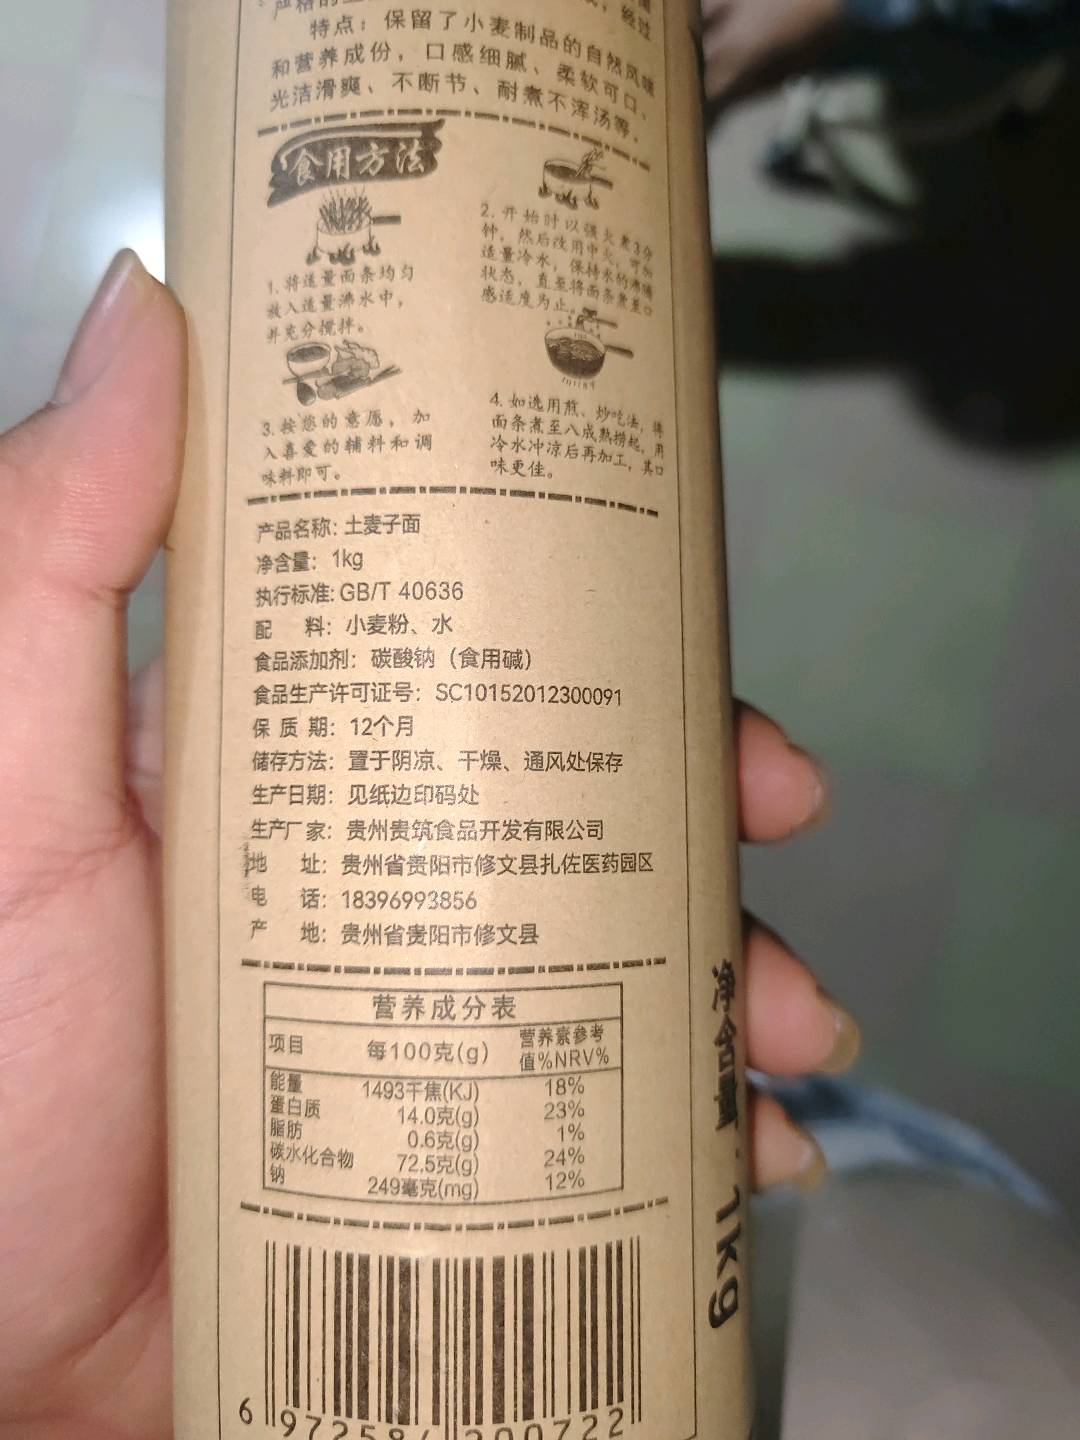 严格的
，经过
特点：保留了小麦制品的自然风味
和营养成份，口感细腻、柔软可口、
光洁滑爽、不断节、耐煮不浑汤等。
食用方法
1.将适量面条均匀
放入适量沸水中，
并充分搅拌。
2.开始时以强火煮3分
钟，然后改用中火，可加
适量冷水，保持水的沸腾
状态，直至将面条煮至口
感适度为止。
3.按您的意愿，加
入喜爱的辅料和调
味料即可。
4.如选用煎、炒吃法，将
面条煮至八成熟捞起，用
冷水冲凉后再加工，其口
味更佳。
产品名称：土麦子面
净含量：1kg
执行标准：GB/T 40636
配 料：小麦粉、水
食品添加剂：碳酸钠（食用碱）
食品生产许可证号：SC10152012300091
保 质 期：12个月
储存方法：置于阴凉、干燥、通风处保存
生产日期：见纸边印码处
生产厂家：贵州贵筑食品开发有限公司
地 址：贵州省贵阳市修文县扎佐医药园区
电 话：18396993856
产 地：贵州省贵阳市修文县
营养成分表
项目 每100克(g) 营养素参考值%NRV%
能量 1493千焦(KJ) 18%
蛋白质 14.0克(g) 23%
脂肪 0.6克(g) 1%
碳水化合物 72.5克(g) 24%
钠 249毫克(mg) 12%
净含量：1kg